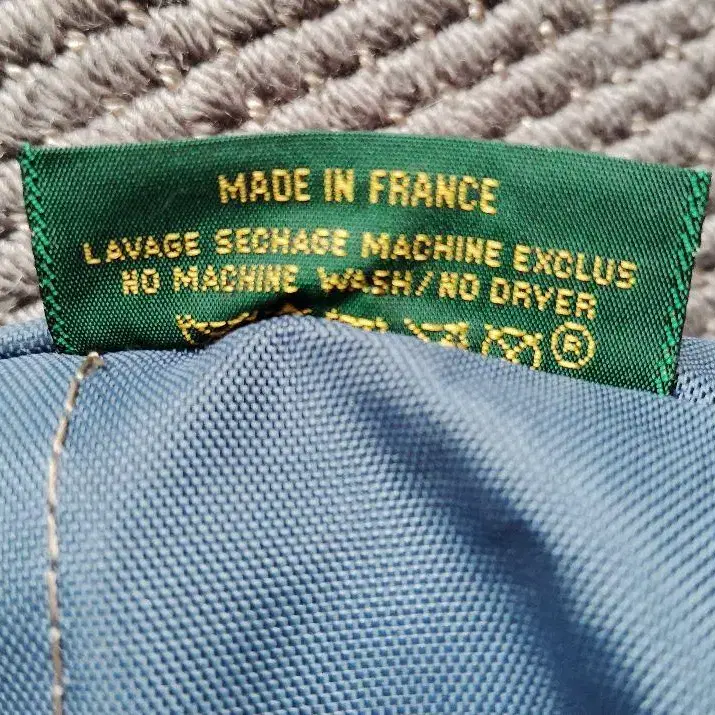 MADE IN FRANCE
LAVAGE SECHAGE MACHINE EXCLUS
NO MACHINE WASH/NO DRYER
®